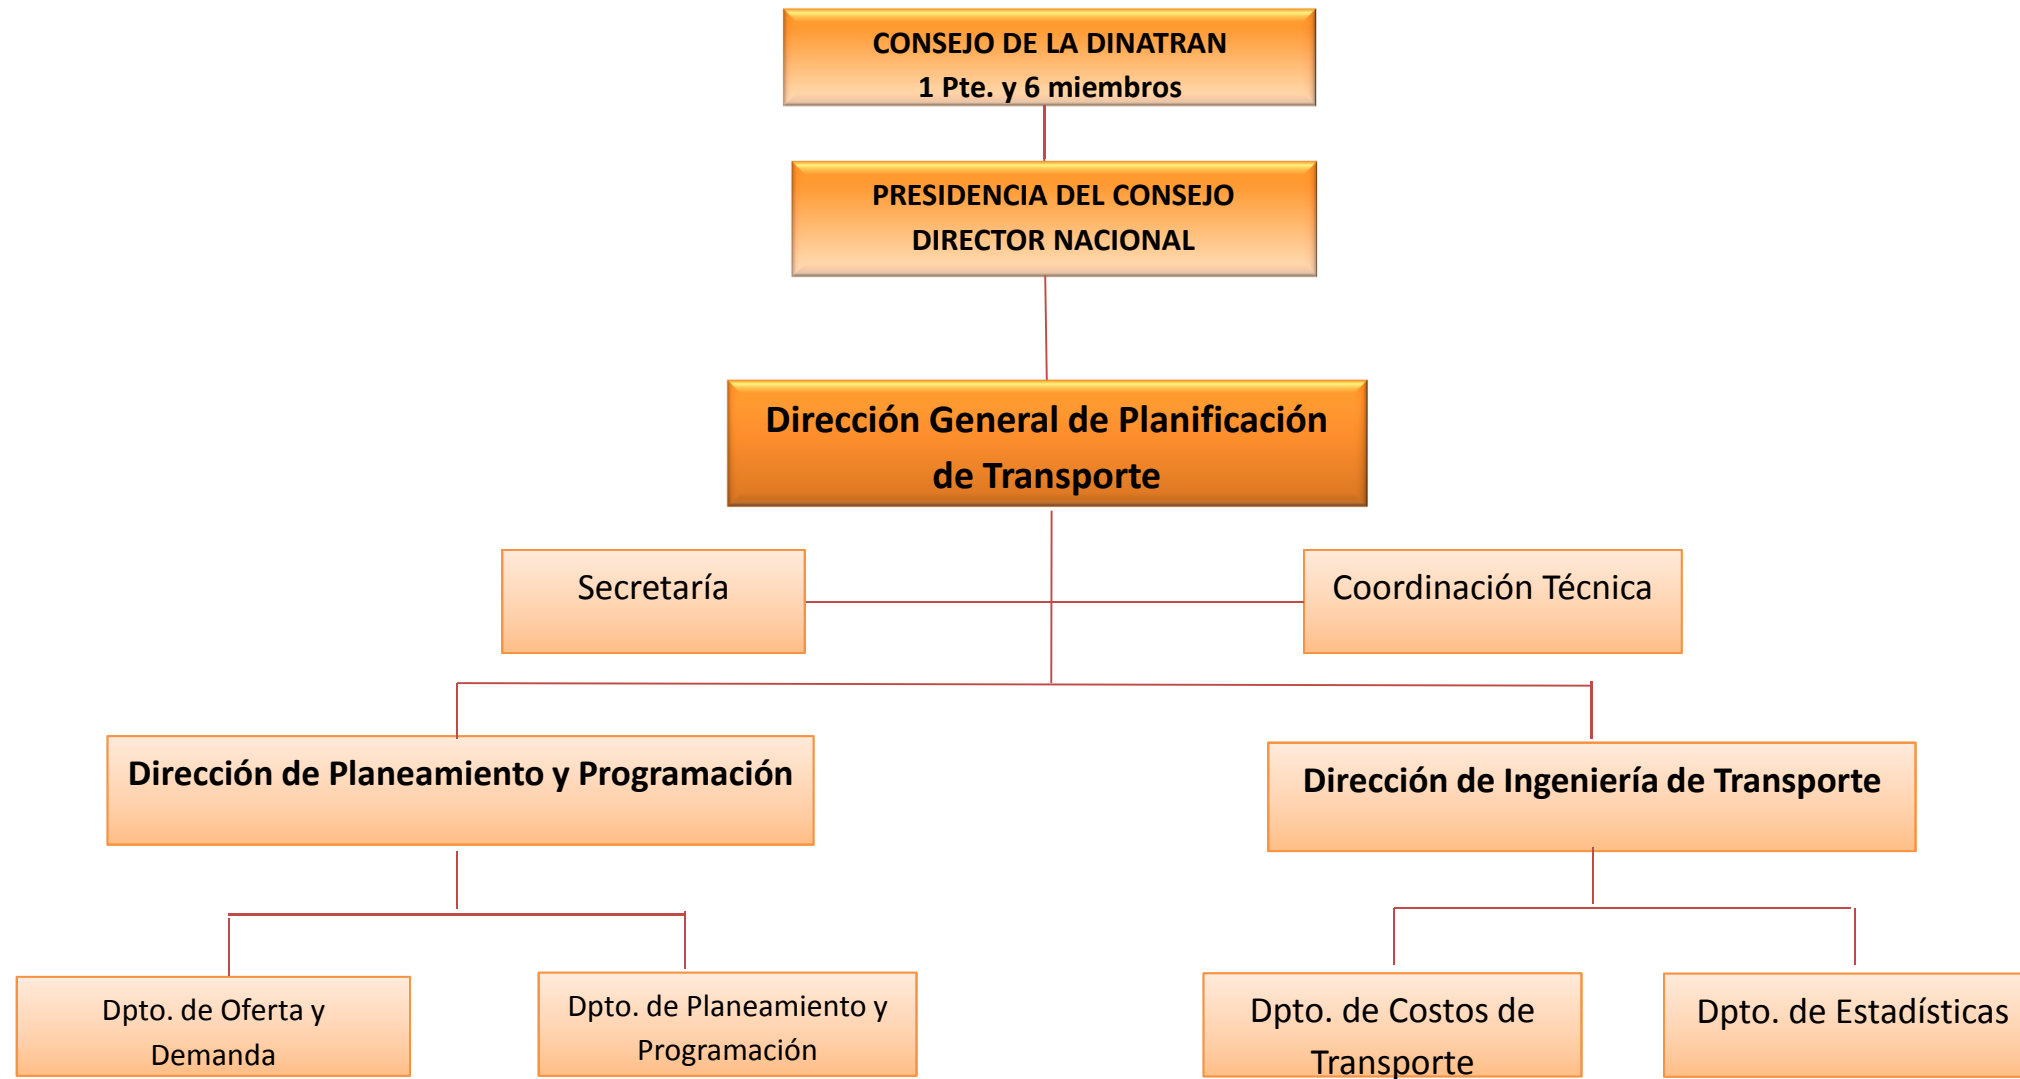 CONSEJO DE LA DINATRAN
1 Pte. y 6 miembros
PRESIDENCIA DEL CONSEJO
DIRECTOR NACIONAL
Dirección General de Planificación
de Transporte
Secretaría
Coordinación Técnica
Dirección de Planeamiento y Programación
Dirección de Ingeniería de Transporte
Dpto. de Oferta y
Demanda
Dpto. de Planeamiento y
Programación
Dpto. de Costos de
Transporte
Dpto. de Estadísticas